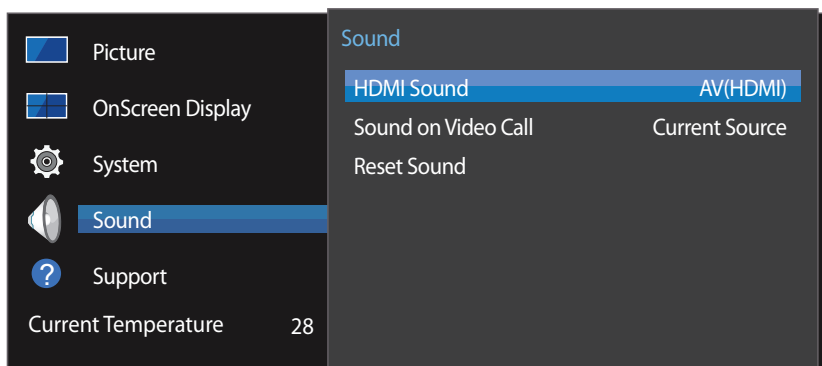 Picture
OnScreen Display
System
Sound
?
Support
Current Temperature 28
Sound
HDMI Sound AV(HDMI)
Sound on Video Call Current Source
Reset Sound